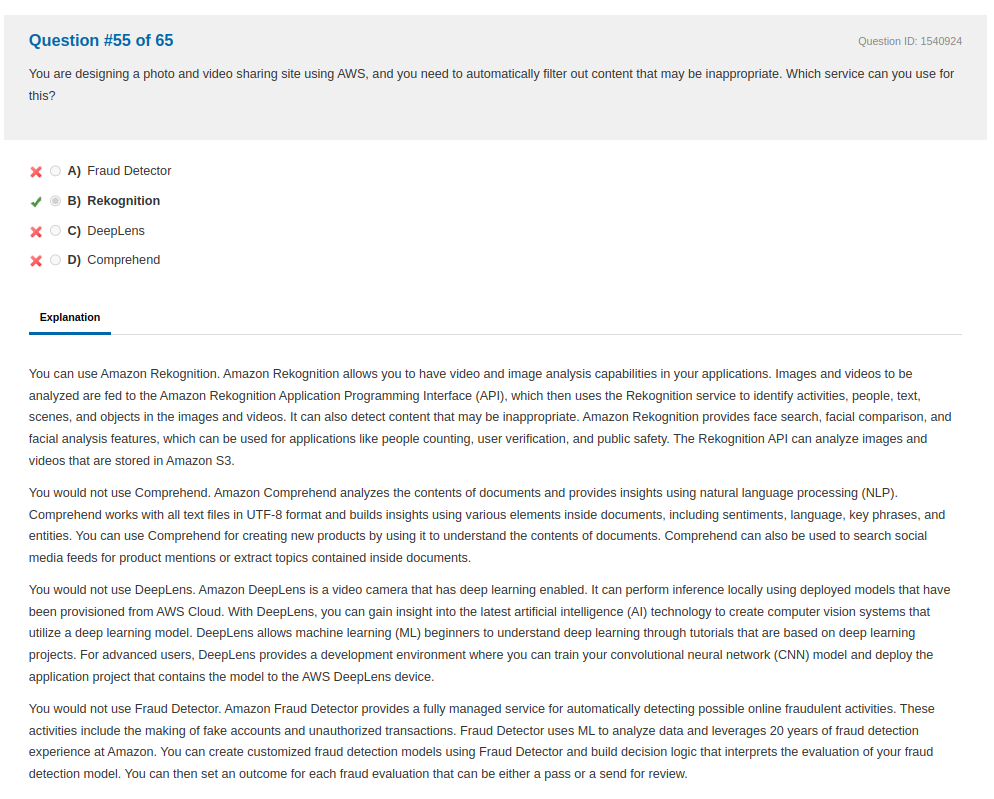 Question #55 of 65
Question ID: 1540924
You are designing a photo and video sharing site using AWS, and you need to automatically filter out content that may be inappropriate. Which service can you use for
this?
A) Fraud Detector
B) Rekognition
C) DeepLens
D) Comprehend
Explanation
You can use Amazon Rekognition. Amazon Rekognition allows you to have video and image analysis capabilities in your applications. Images and videos to be
analyzed are fed to the Amazon Rekognition Application Programming Interface (API), which then uses the Rekognition service to identify activities, people, text,
scenes, and objects in the images and videos. It can also detect content that may be inappropriate. Amazon Rekognition provides face search, facial comparison, and
facial analysis features, which can be used for applications like people counting, user verification, and public safety. The Rekognition API can analyze images and
videos that are stored in Amazon S3.
You would not use Comprehend. Amazon Comprehend analyzes the contents of documents and provides insights using natural language processing (NLP).
Comprehend works with all text files in UTF-8 format and builds insights using various elements inside documents, including sentiments, language, key phrases, and
entities. You can use Comprehend for creating new products by using it to understand the contents of documents. Comprehend can also be used to search social
media feeds for product mentions or extract topics contained inside documents.
You would not use DeepLens. Amazon DeepLens is a video camera that has deep learning enabled. It can perform inference locally using deployed models that have
been provisioned from AWS Cloud. With DeepLens, you can gain insight into the latest artificial intelligence (AI) technology to create computer vision systems that
utilize a deep learning model. DeepLens allows machine learning (ML) beginners to understand deep learning through tutorials that are based on deep learning
projects. For advanced users, DeepLens provides a development environment where you can train your convolutional neural network (CNN) model and deploy the
application project that contains the model to the AWS DeepLens device.
You would not use Fraud Detector. Amazon Fraud Detector provides a fully managed service for automatically detecting possible online fraudulent activities. These
activities include the making of fake accounts and unauthorized transactions. Fraud Detector uses ML to analyze data and leverages 20 years of fraud detection
experience at Amazon. You can create customized fraud detection models using Fraud Detector and build decision logic that interprets the evaluation of your fraud
detection model. You can then set an outcome for each fraud evaluation that can be either a pass or a send for review.